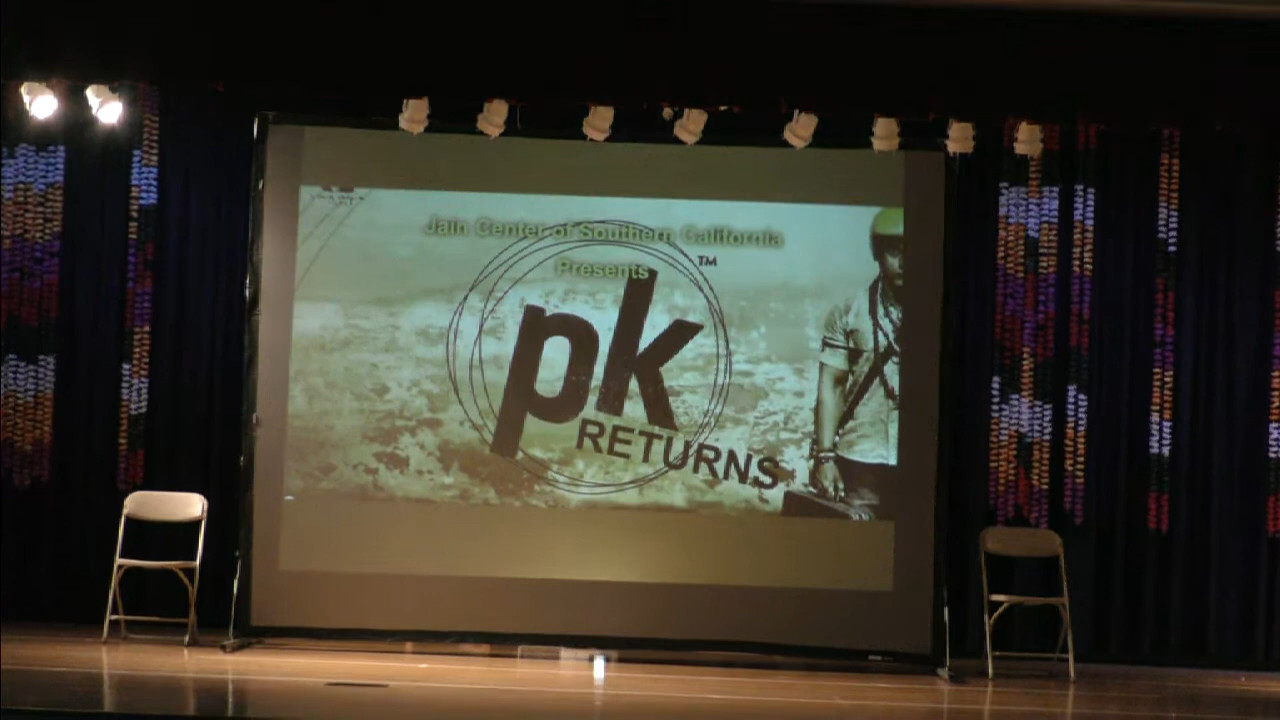 Jain Center of Southern California
Presents
TM
pk
RETURNS